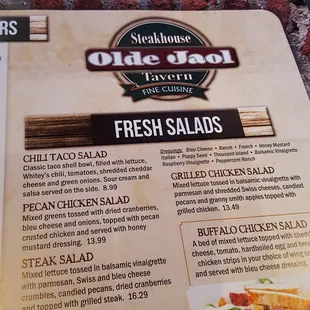 RS
Steakhouse
Olde Jaol
Tavern
FINE CUISINE
FRESH SALADS
CHILI TACO SALAD
Classic taco shell bowl, filled with lettuce,
Whitey's chili, tomatoes, shredded cheddar
cheese and green onions. Sour cream and
salsa served on the side. 8.99
PECAN CHICKEN SALAD
Mixed greens tossed with dried cranberries,
bleu cheese and onions, topped with pecan
crusted chicken and served with honey
mustard dressing. 13.99
STEAK SALAD
Mixed lettuce tossed in balsamic vinaigrette
with parmesan, Swiss and bleu cheese
crumbles, candied pecans, dried cranberries
and topped with grilled steak. 16.29
Dressings: Bleu Cheese • Ranch • French • Honey Mustard
Italian • Poppy Seed • Thousand Island • Balsamic Vinaigrette
Raspberry Vinaigrette • Peppercorn Ranch
GRILLED CHICKEN SALAD
Mixed lettuce tossed in balsamic vinaigrette with
parmesan and shredded Swiss cheeses, candied
pecans and granny smith apples topped with
grilled chicken. 13.49
BUFFALO CHICKEN SALAD
A bed of mixed lettuce topped with
cheese, tomato, hardboiled egg and
chicken strips in your choice of wing
and served with bleu cheese dressing.